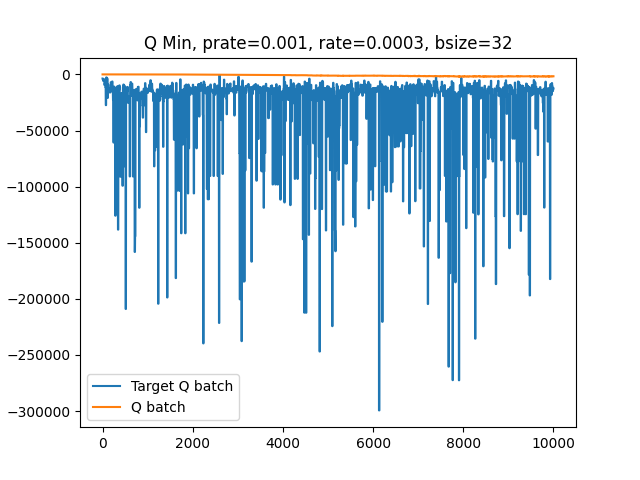 Q Min, prate=0.001, rate=0.0003, bsize=32
0
−50000
−100000
−150000
−200000
−250000
−300000
Target Q batch
Q batch
0 2000 4000 6000 8000 10000